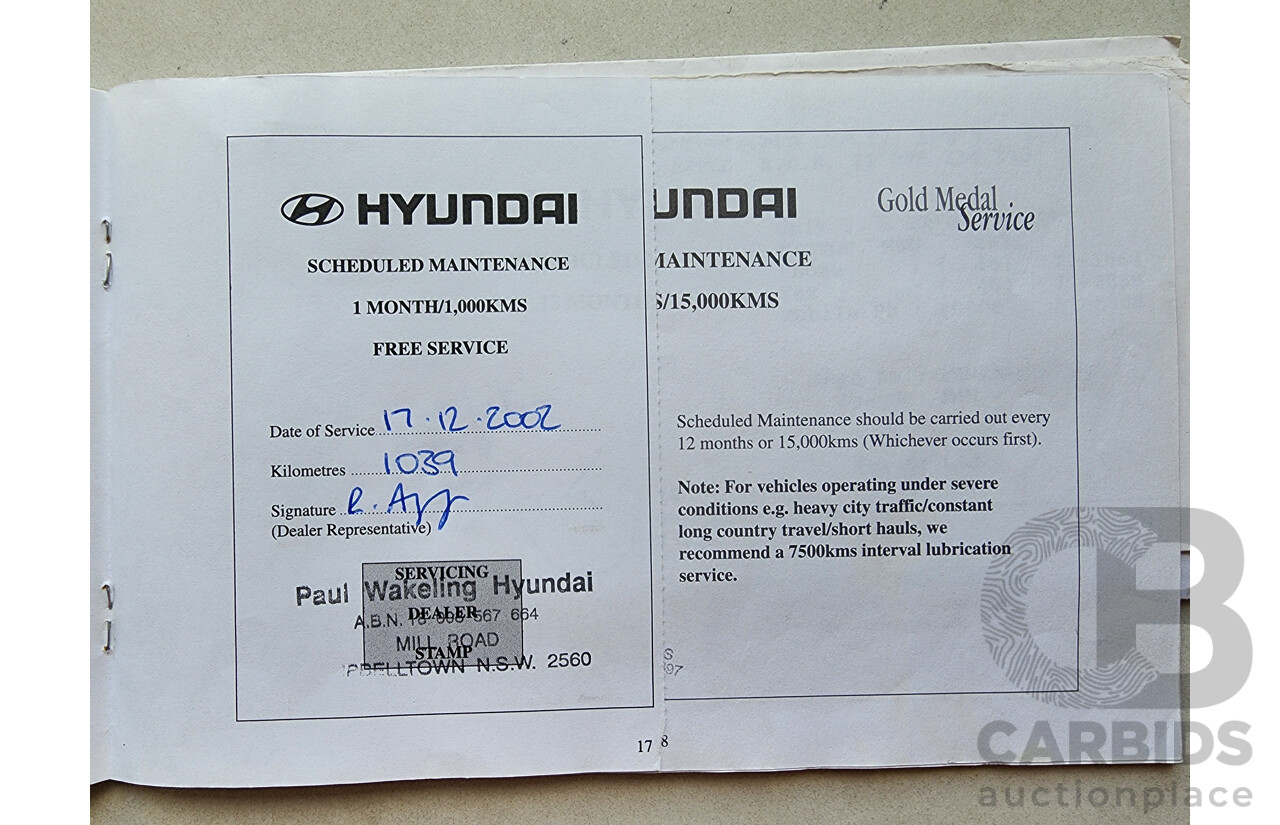 HYUNDAI
SCHEDULED MAINTENANCE
1 MONTH/1,000KMS
FREE SERVICE
Date of Service 17.12.2002
Kilometres 1039
Signature
(Dealer Representative)
SERVICING
Paul Wakeling Hyundai
DEALER
A.B.N. 567 664
MILL ROAD
STAMP
N.S.W. 2560
17
UNDAI
Gold Medal
Service
MAINTENANCE
S/15,000KMS
Scheduled Maintenance should be carried out every
12 months or 15,000kms (Whichever occurs first).
Note: For vehicles operating under severe
conditions e.g. heavy city traffic/constant
long country travel/short hauls, we
recommend a 7500kms interval lubrication
service.
S
97
8
CB
CARBIDS
auctionplace